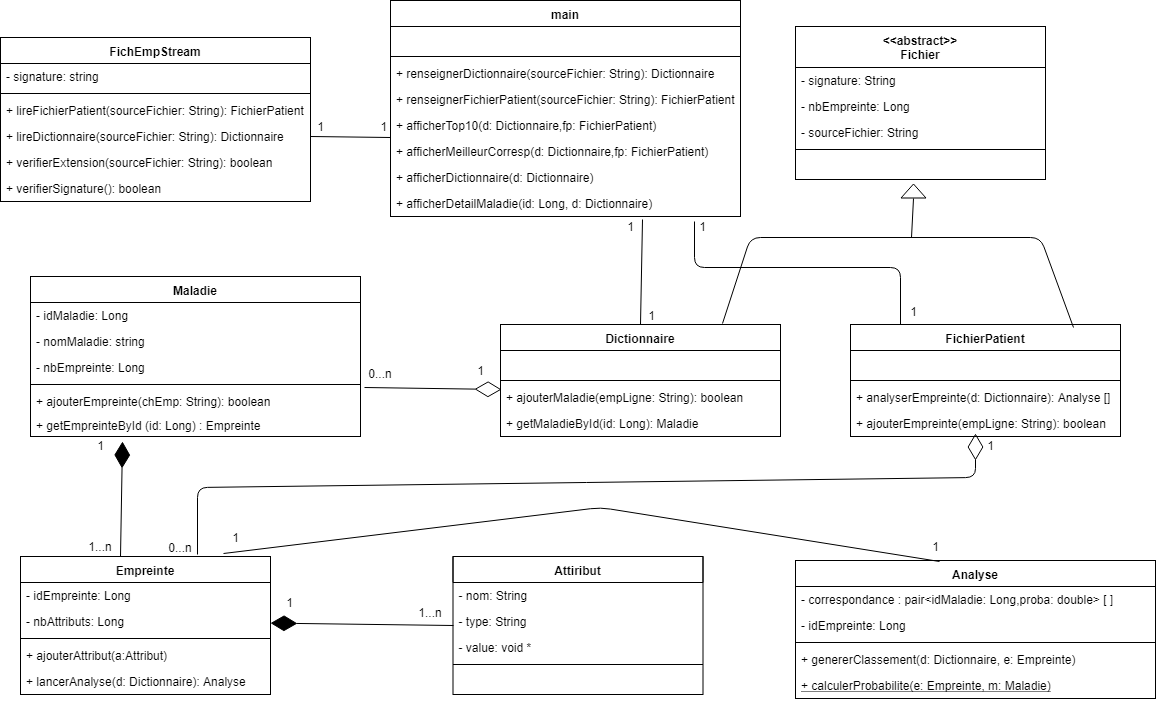 main
+ renseignerDictionnaire(sourceFichier: String): Dictionnaire
+ renseignerFichierPatient(sourceFichier: String): FichierPatient
+ afficherTop10(d: Dictionnaire,fp: FichierPatient)
+ afficherMeilleurCorresp(d: Dictionnaire,fp: FichierPatient)
+ afficherDictionnaire(d: Dictionnaire)
+ afficherDetailMaladie(id: Long, d: Dictionnaire)
FichEmpStream
- signature: string
+ lireFichierPatient(sourceFichier: String): FichierPatient
+ lireDictionnaire(sourceFichier: String): Dictionnaire
+ verifierExtension(sourceFichier: String): boolean
+ verifierSignature(): boolean
1
1
<<abstract>>
Fichier
- signature: String
- nbEmpreinte: Long
- sourceFichier: String
1
1
1
1
Maladie
- idMaladie: Long
- nomMaladie: string
- nbEmpreinte: Long
+ ajouterEmpreinte(chEmp: String): boolean
+ getEmpreinteById (id: Long) : Empreinte
0...n
1
Dictionnaire
+ ajouterMaladie(empLigne: String): boolean
+ getMaladieById(id: Long): Maladie
FichierPatient
+ analyserEmpreinte(d: Dictionnaire): Analyse []
+ ajouterEmpreinte(empLigne: String): boolean
1
1
1...n
0...n
1
1
Empreinte
- idEmpreinte: Long
- nbAttributs: Long
+ ajouterAttribut(a:Attribut)
+ lancerAnalyse(d: Dictionnaire): Analyse
1
1...n
Attiribut
- nom: String
- type: String
- value: void *
Analyse
- correspondance : pair<idMaladie: Long,proba: double> [ ]
- idEmpreinte: Long
+ genererClassement(d: Dictionnaire, e: Empreinte)
+ calculerProbabilite(e: Empreinte, m: Maladie)